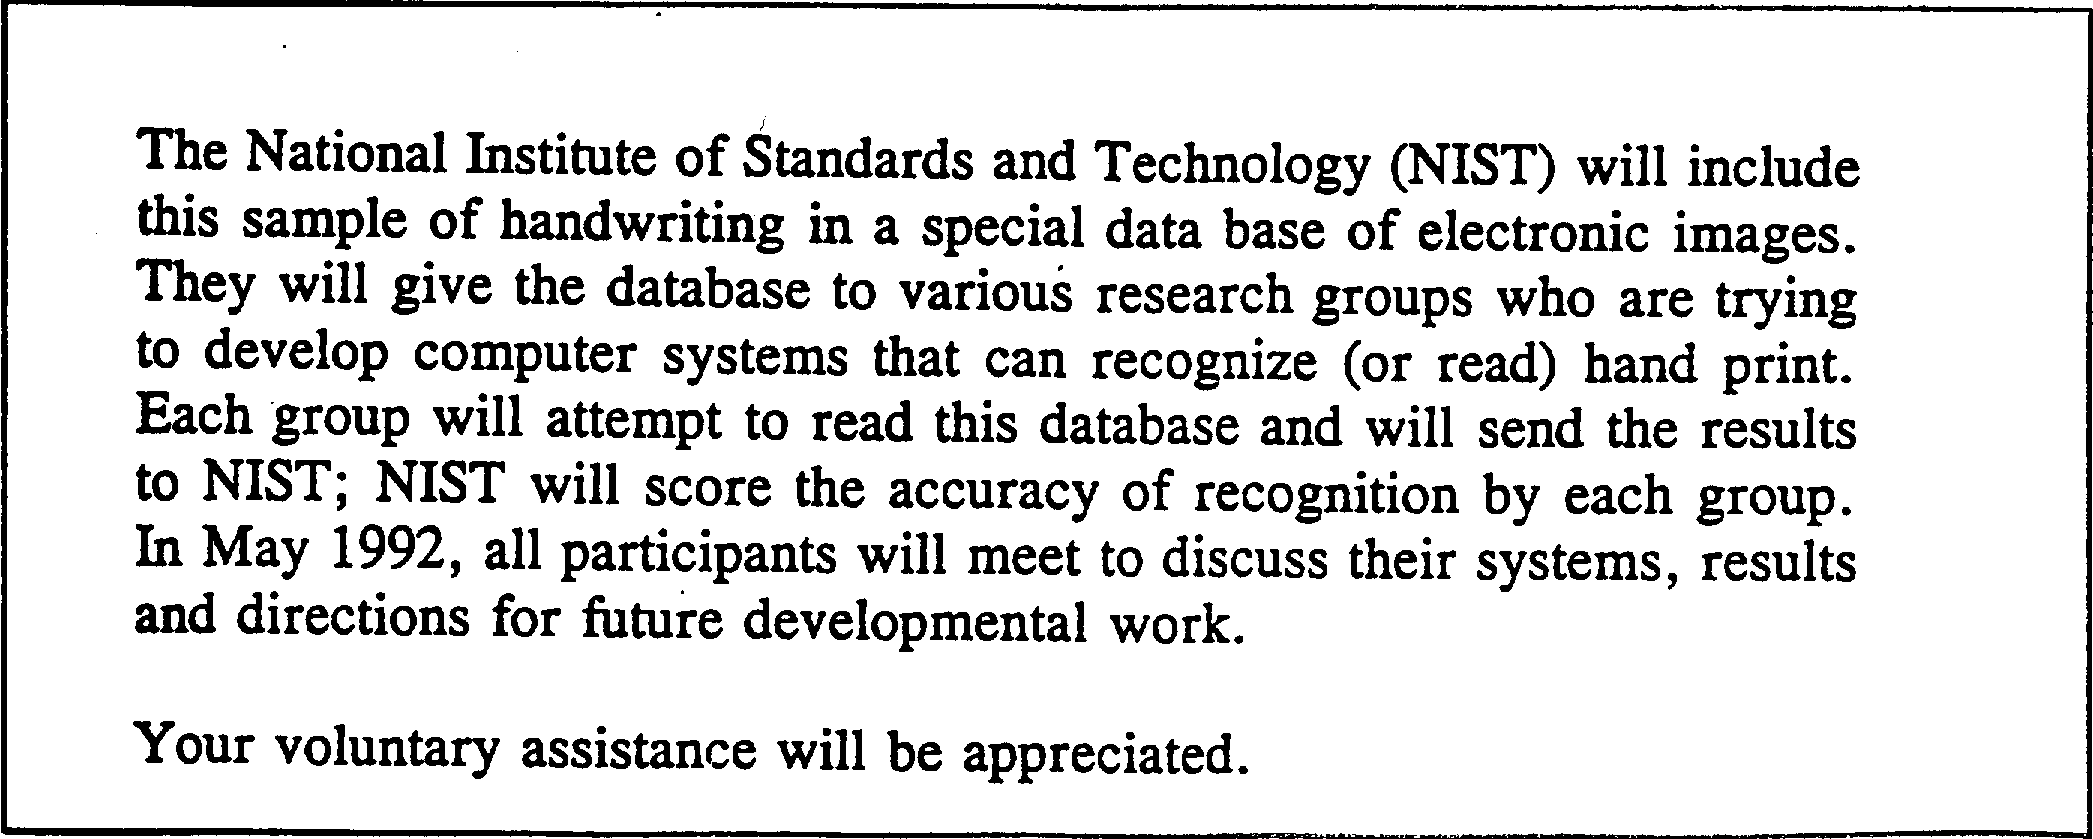 The National Institute of Standards and Technology (NIST) will include
this sample of handwriting in a special data base of electronic images.
They will give the database to various research groups who are trying
to develop computer systems that can recognize (or read) hand print.
Each group will attempt to read this database and will send the results
to NIST; NIST will score the accuracy of recognition by each group.
In May 1992, all participants will meet to discuss their systems, results
and directions for future developmental work.
Your voluntary assistance will be appreciated.